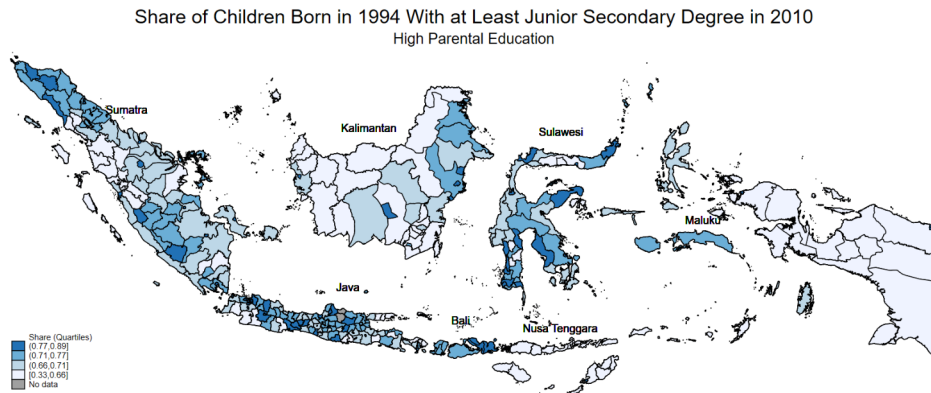 Share of Children Born in 1994 With at Least Junior Secondary Degree in 2010
High Parental Education
Sumatra
Kalimantan
Sulawesi
Maluku
Java
Bali
Nusa Tenggara
Share (Quartiles)
(0.77,0.89]
(0.71,0.77]
(0.66,0.71]
[0.33,0.66]
No data